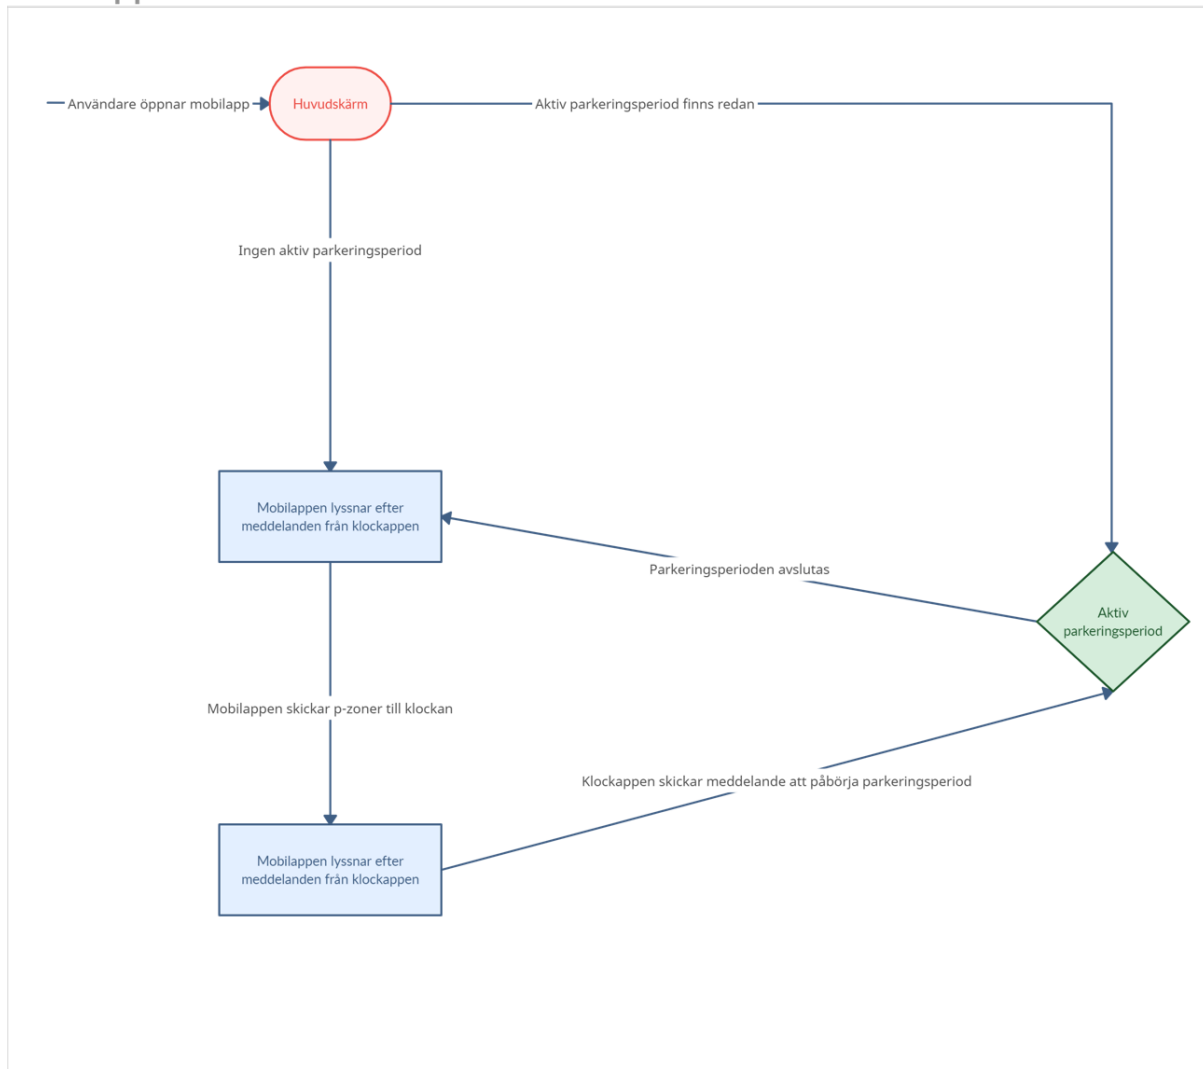 Användare öppnar mobilapp
Huvudskärm
Aktiv parkeringsperiod finns redan
Ingen aktiv parkeringsperiod
Mobilappen lyssnar efter
meddelanden från klockappen
Parkeringsperioden avslutas
Aktiv
parkeringsperiod
Mobilappen skickar p-zoner till klockan
Klockappen skickar meddelande att påbörja parkeringsperiod
Mobilappen lyssnar efter
meddelanden från klockappen